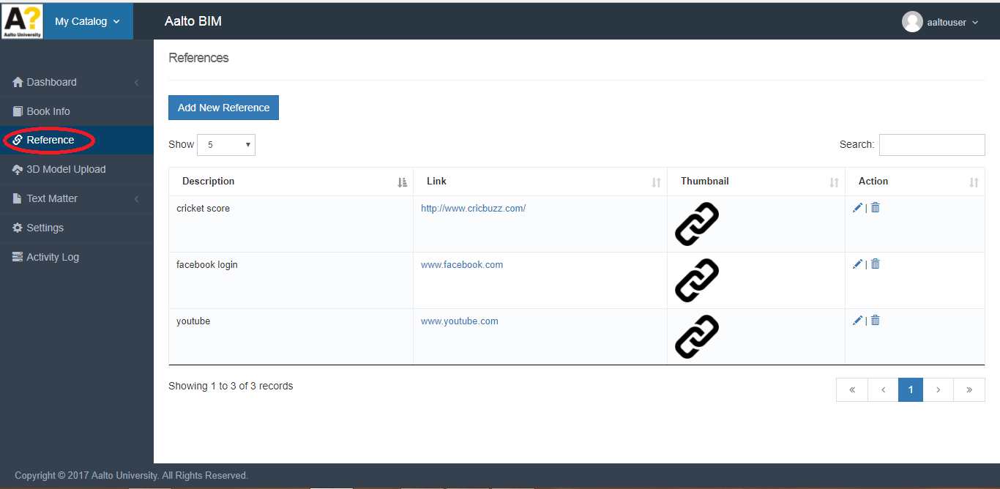 A?
Aalto University
My Catalog
Aalto BIM
aaltouser
References
Dashboard
Book Info
Reference
3D Model Upload
Text Matter
Settings
Activity Log
Add New Reference
Show 5
Search:
Description Link Thumbnail Action
cricket score http://www.cricbuzz.com/ |
facebook login www.facebook.com |
youtube www.youtube.com |
Showing 1 to 3 of 3 records
« ‹ 1 › »
Copyright © 2017 Aalto University. All Rights Reserved.